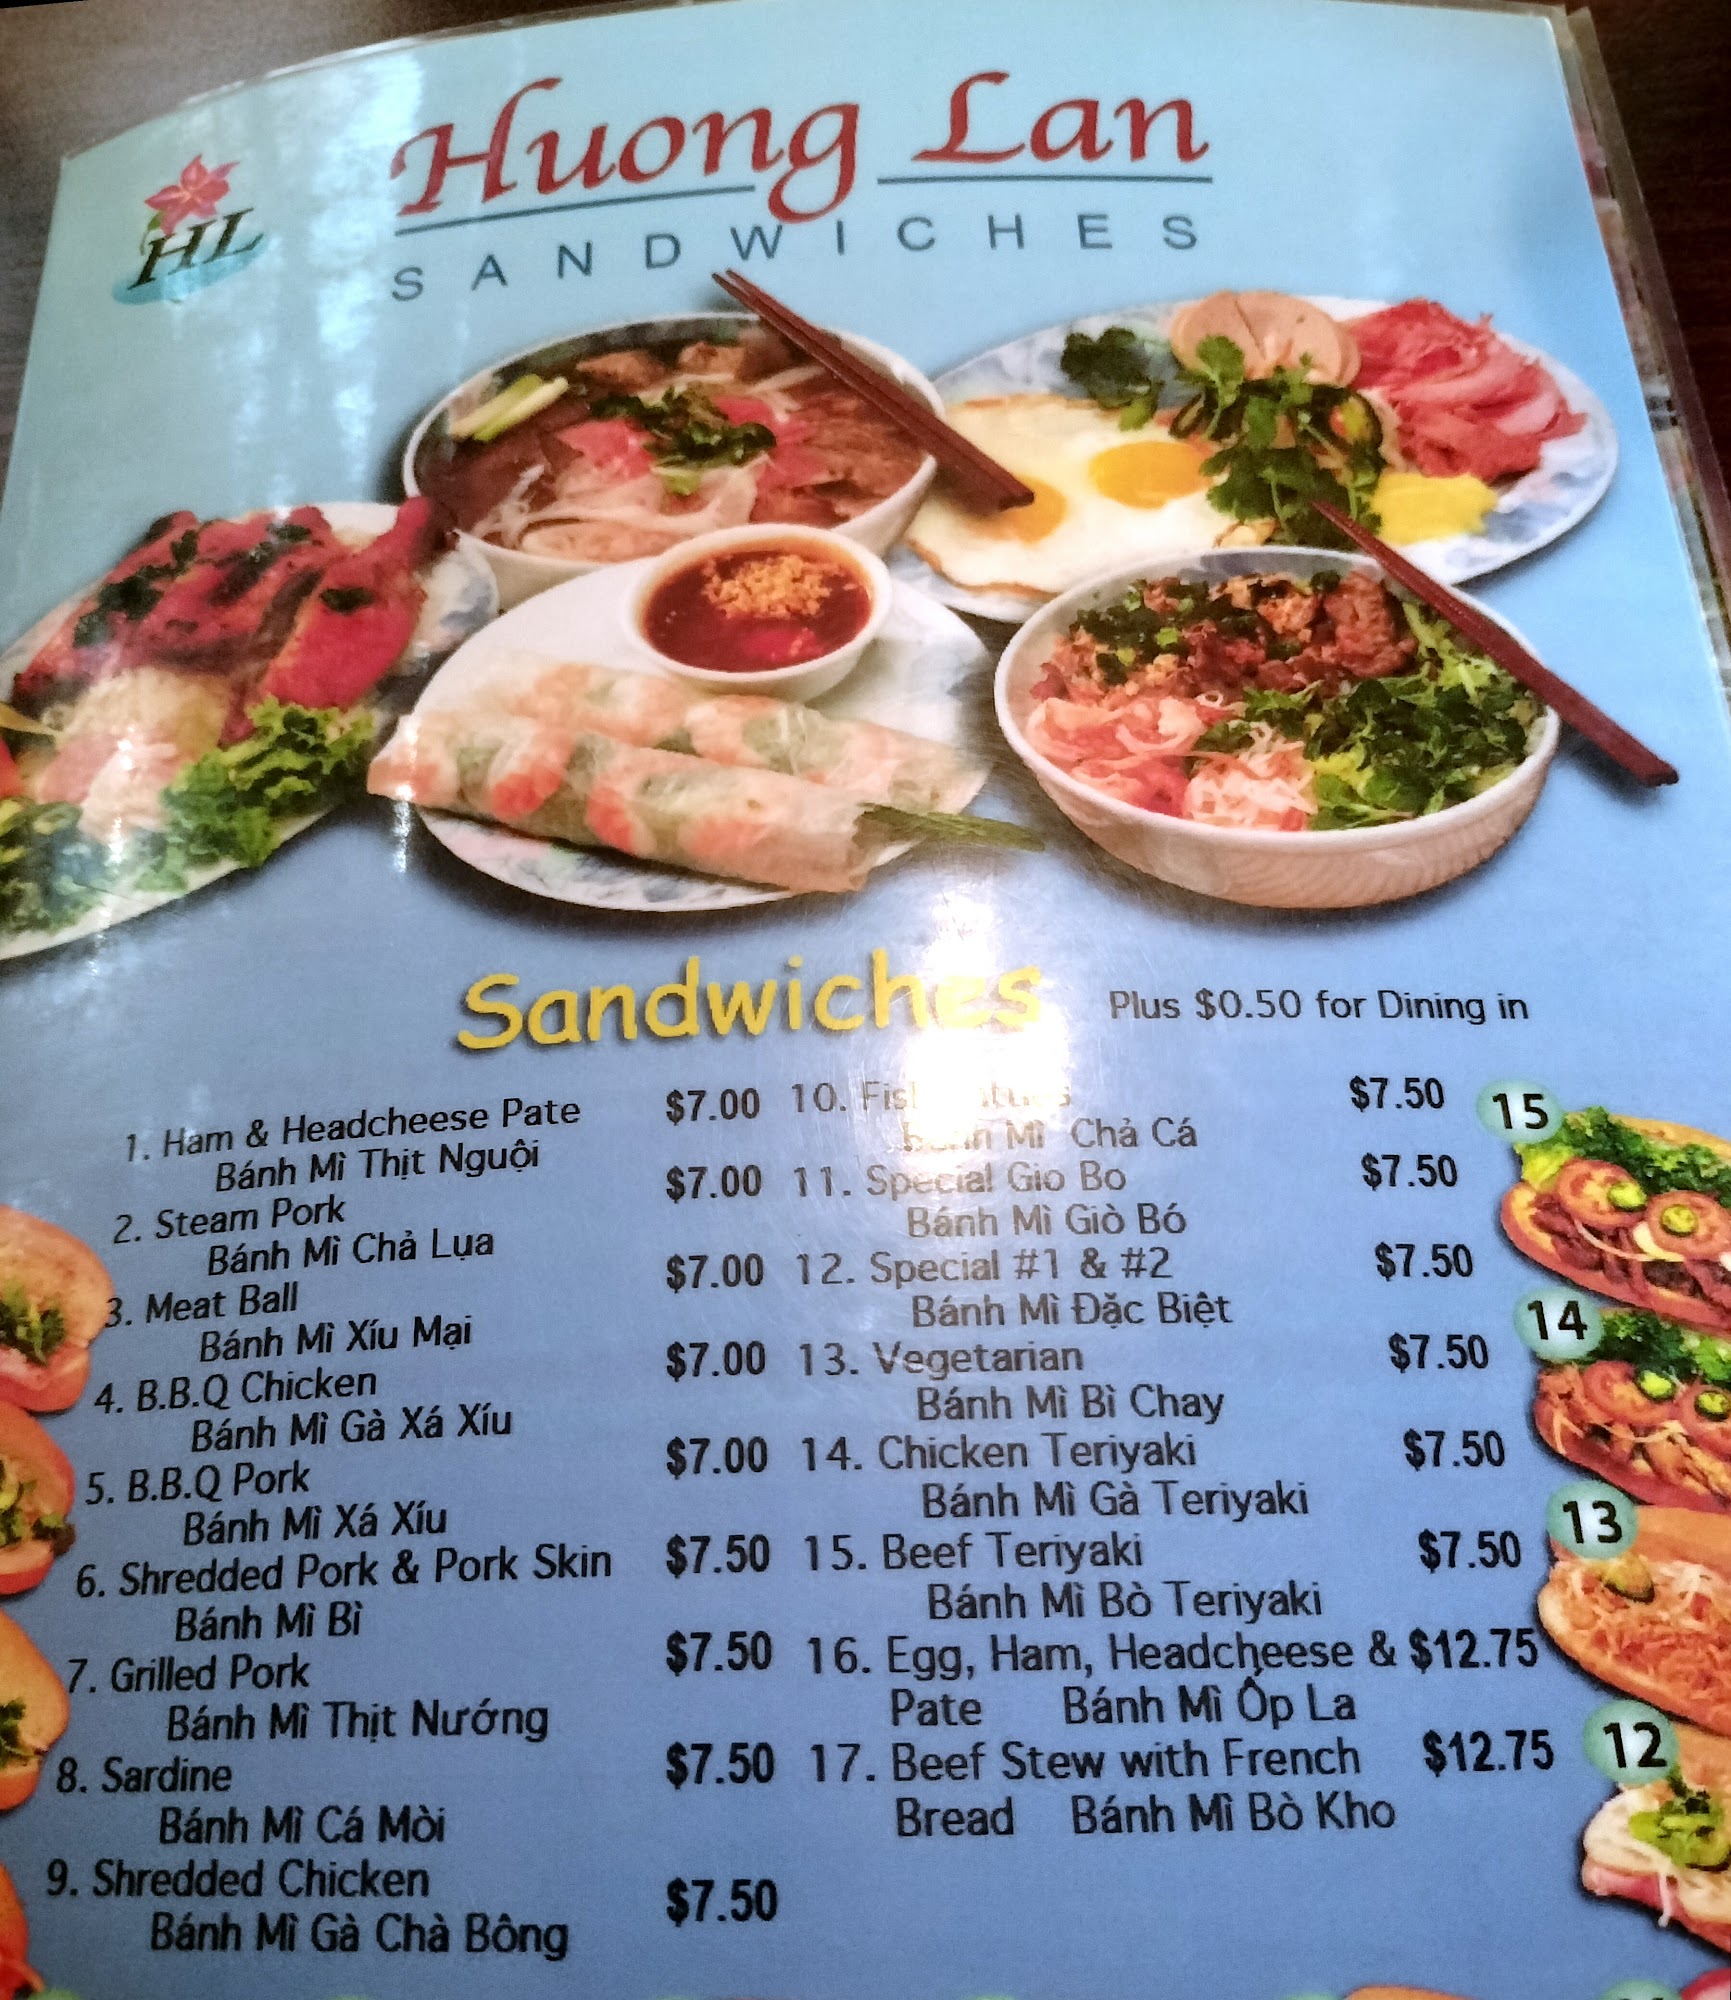 HL
Huong Lan
SANDWICHES
Sandwiches Plus $0.50 for Dining in
1. Ham & Headcheese Pate $7.00
Bánh Mì Thịt Nguội
2. Steam Pork $7.00
Bánh Mì Chả Lụa
3. Meat Ball $7.00
Bánh Mì Xíu Mại
4. B.B.Q Chicken $7.00
Bánh Mì Gà Xá Xíu
5. B.B.Q Pork $7.00
Bánh Mì Xá Xíu
6. Shredded Pork & Pork Skin $7.50
Bánh Mì Bì
7. Grilled Pork $7.50
Bánh Mì Thịt Nướng
8. Sardine $7.50
Bánh Mì Cá Mòi
9. Shredded Chicken $7.50
Bánh Mì Gà Chà Bông
10. $7.50
Bánh Mì Chả Cá
11. Special Gio Bo $7.50
Bánh Mì Giò Bó
12. Special #1 & #2 $7.50
Bánh Mì Đặc Biệt
13. Vegetarian $7.50
Bánh Mì Bì Chay
14. Chicken Teriyaki $7.50
Bánh Mì Gà Teriyaki
15. Beef Teriyaki $7.50
Bánh Mì Bò Teriyaki
16. Egg, Ham, Headcheese & $12.75
Pate Bánh Mì Ốp La
17. Beef Stew with French $12.75
Bread Bánh Mì Bò Kho
15
14
13
12